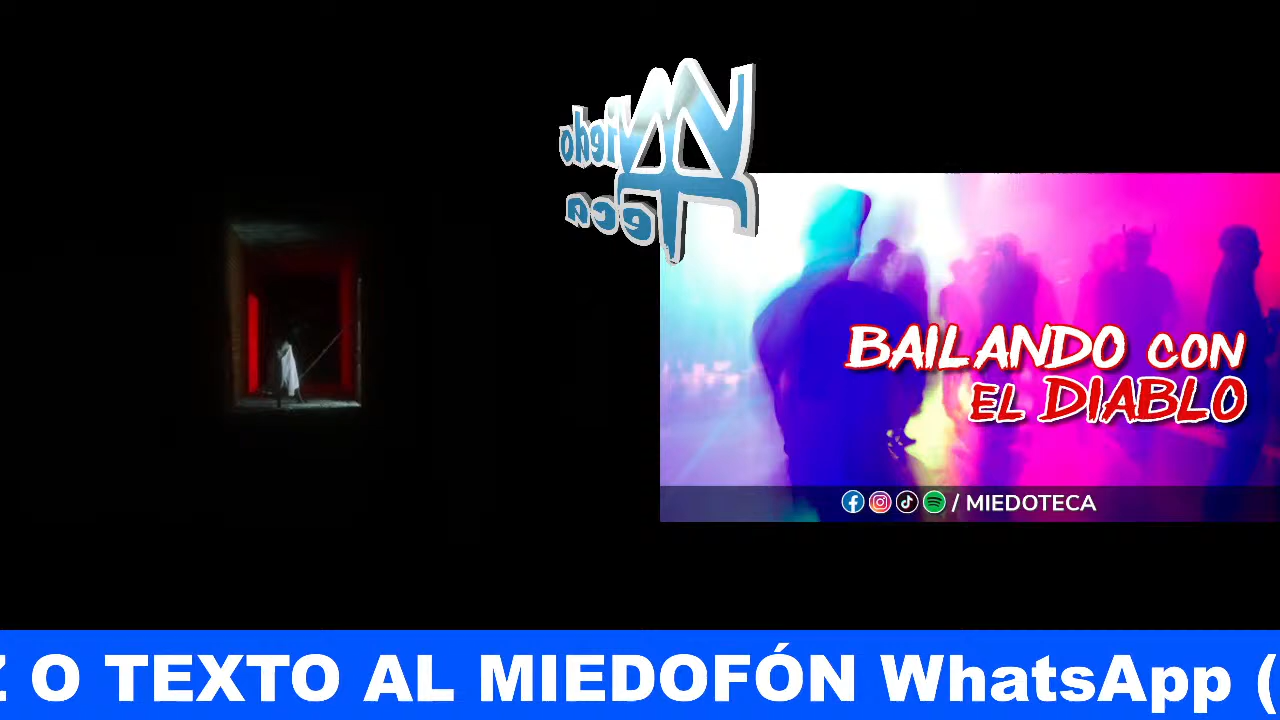 Miedo
Teca
BAILANDO CON
EL DIABLO
/ MIEDOTECA
Z O TEXTO AL MIEDOFÓN WhatsApp (